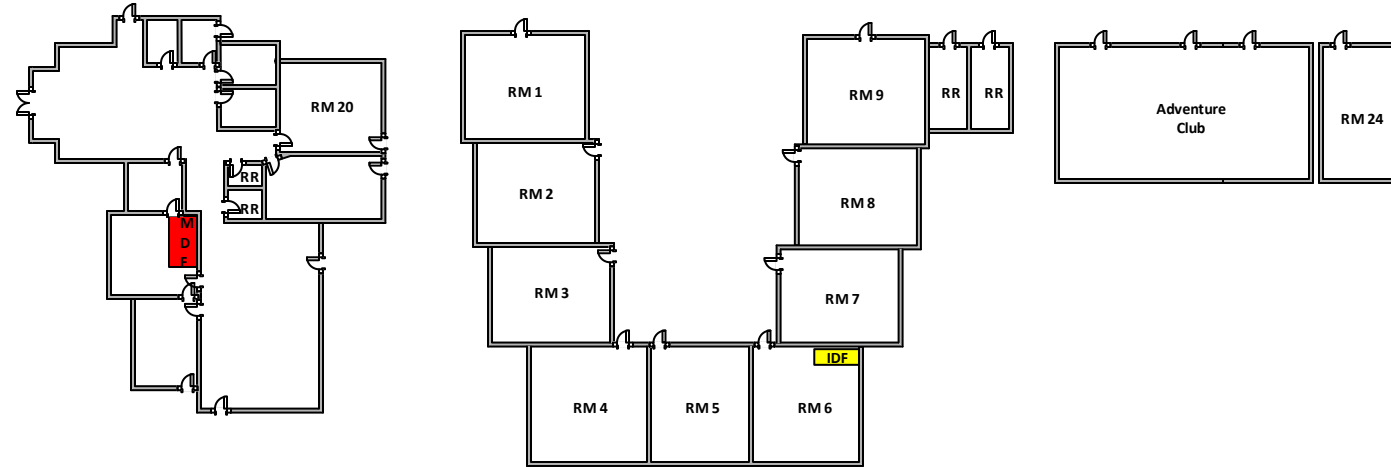 RM 20
RR
RR
M
D
F
RM 1
RM 2
RM 3
RM 4
RM 5
RM 6
IDF
RM 7
RM 8
RM 9
RR
RR
Adventure
Club
RM 24